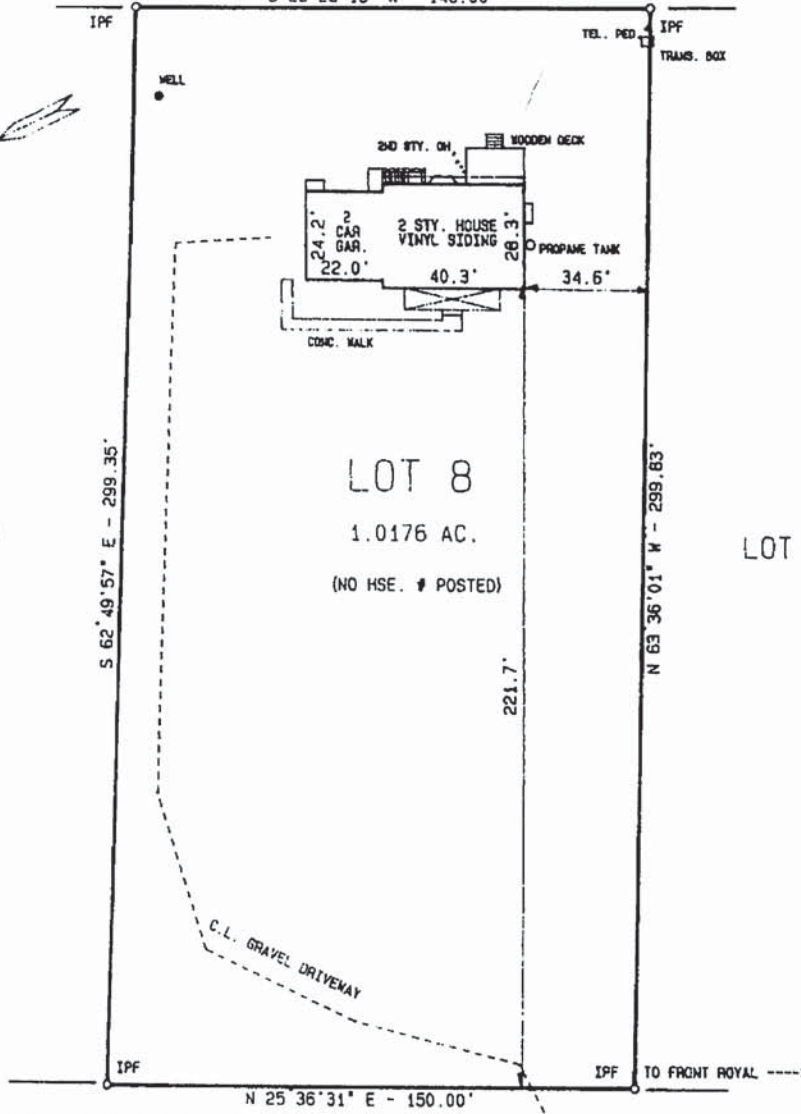 IPF
TEL. PED
IPF
TRANS. BOX
WELL
2ND STY. OH
WOODEN DECK
24.2'
2
CAR
GAR.
22.0'
2 STY. HOUSE
VINYL SIDING
40.3'
PROPANE TANK
34.6'
CONC. WALK
LOT 8
1.0176 AC.
(NO HSE. # POSTED)
S 62°49'57" E - 299.35'
N 63°36'01" W - 299.83'
LOT
221.7'
C.L. GRAVEL DRIVEWAY
IPF
IPF
TO FRONT ROYAL
N 25°36'31" E - 150.00'